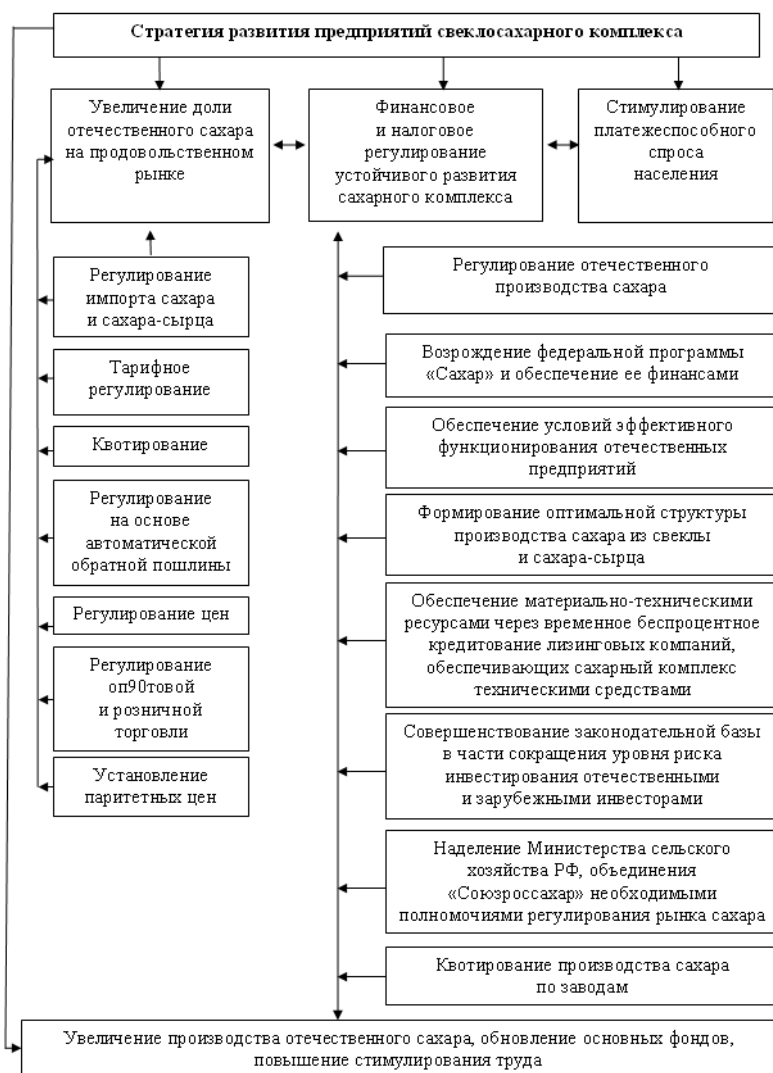 Стратегия развития предприятий свеклосахарного комплекса
Увеличение доли
отечественного сахара
на продовольственном
рынке
Финансовое
и налоговое
регулирование
устойчивого развития
сахарного комплекса
Стимулирование
платежеспособного
спроса
населения
Регулирование
импорта сахара
и сахара-сырца
Тарифное
регулирование
Квотирование
Регулирование
на основе
автоматической
обратной пошлины
Регулирование цен
Регулирование
оп90товой
и розничной
торговли
Установление
паритетных цен
Регулирование отечественного
производства сахара
Возрождение федеральной программы
«Сахар» и обеспечение ее финансами
Обеспечение условий эффективного
функционирования отечественных
предприятий
Формирование оптимальной структуры
производства сахара из свеклы
и сахара-сырца
Обеспечение материально-техническими
ресурсами через временное беспроцентное
кредитование лизинговых компаний,
обеспечивающих сахарный комплекс
техническими средствами
Совершенствование законодательной базы
в части сокращения уровня риска
инвестирования отечественными
и зарубежными инвесторами
Наделение Министерства сельского
хозяйства РФ, объединения
«Союзроссахар» необходимыми
полномочиями регулирования рынка сахара
Квотирование производства сахара
по заводам
Увеличение производства отечественного сахара, обновление основных фондов,
повышение стимулирования труда